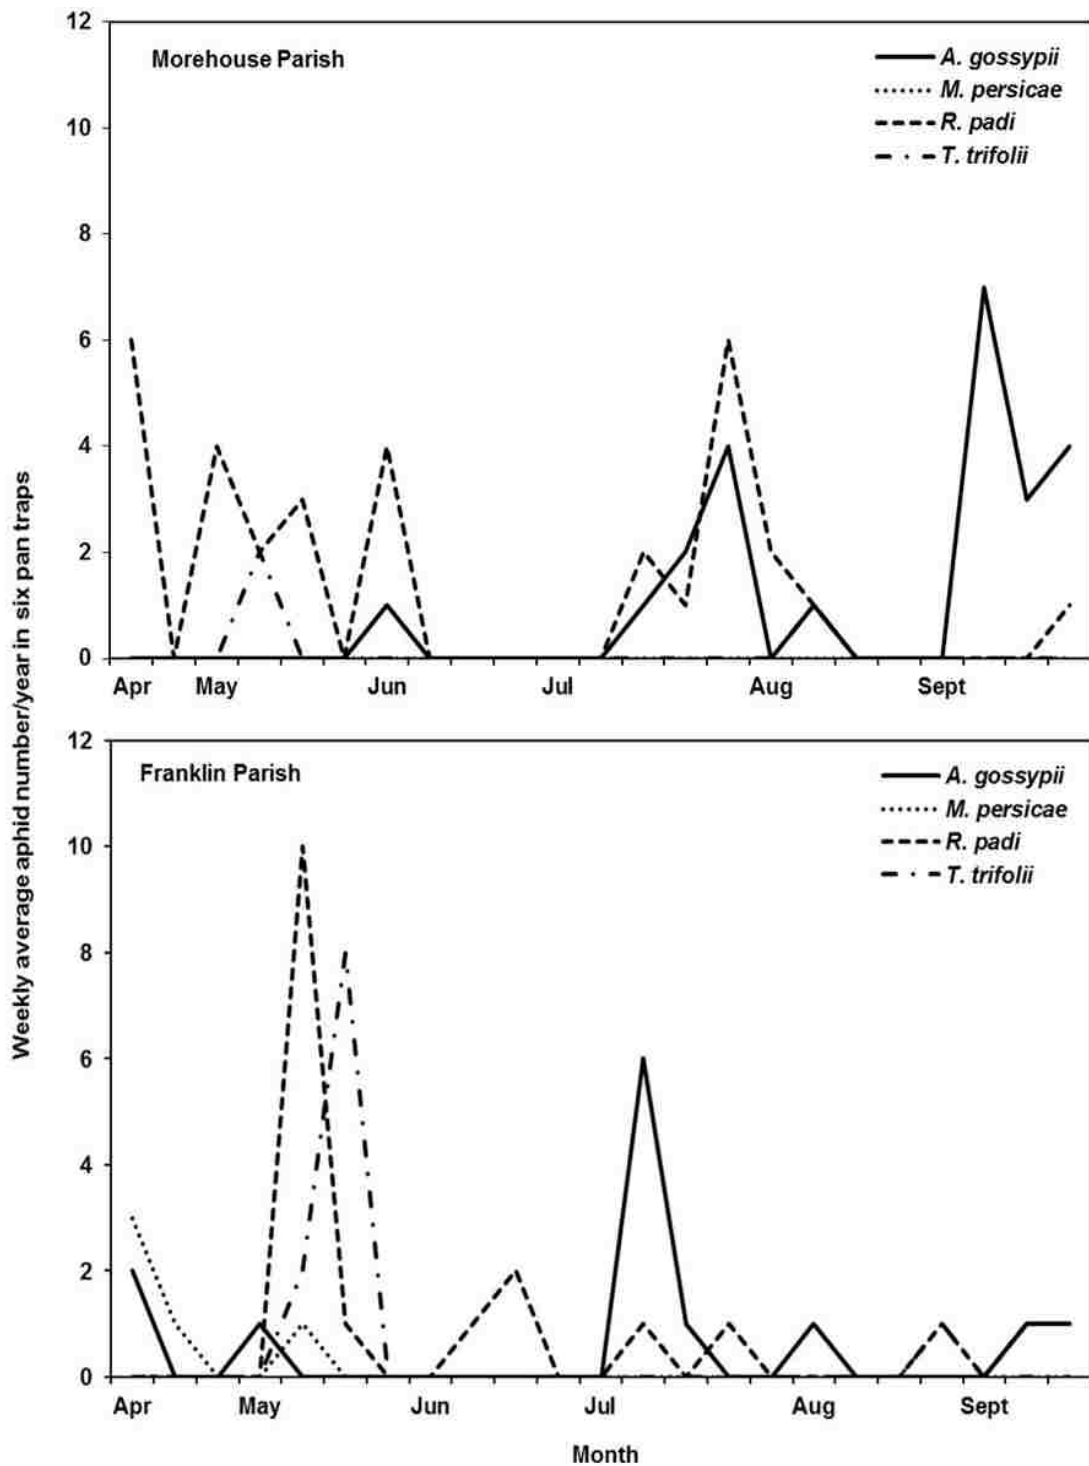 Weekly average aphid number/year in six pan traps
Morehouse Parish
A. gossypii
M. persicae
R. padi
T. trifolii
12
10
8
6
4
2
0
Apr May Jun Jul Aug Sept
Franklin Parish
A. gossypii
M. persicae
R. padi
T. trifolii
12
10
8
6
4
2
0
Apr May Jun Jul Aug Sept
Month